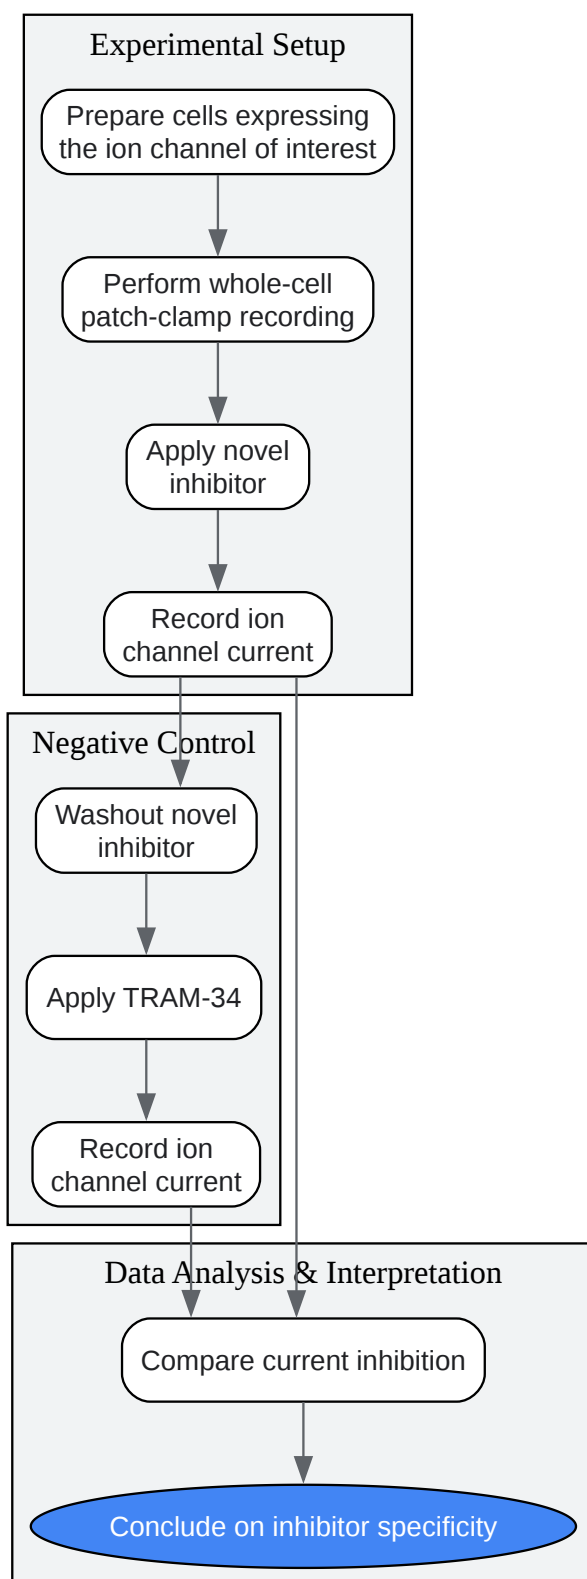 Experimental Setup
Prepare cells expressing
the ion channel of interest
Perform whole-cell
patch-clamp recording
Apply novel
inhibitor
Record ion
channel current
Negative Control
Washout novel
inhibitor
Apply TRAM-34
Record ion
channel current
Data Analysis & Interpretation
Compare current inhibition
Conclude on inhibitor specificity